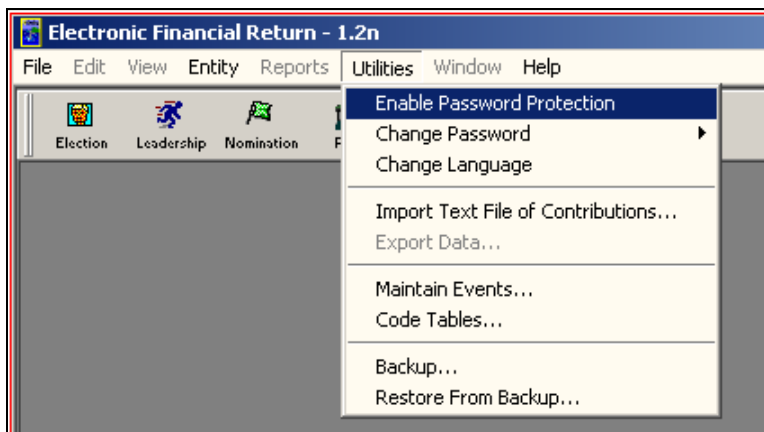 Electronic Financial Return - 1.2n
File Edit View Entity Reports Utilities Window Help
Election Leadership Nomination
Enable Password Protection
Change Password
Change Language
Import Text File of Contributions...
Export Data...
Maintain Events...
Code Tables...
Backup...
Restore From Backup...